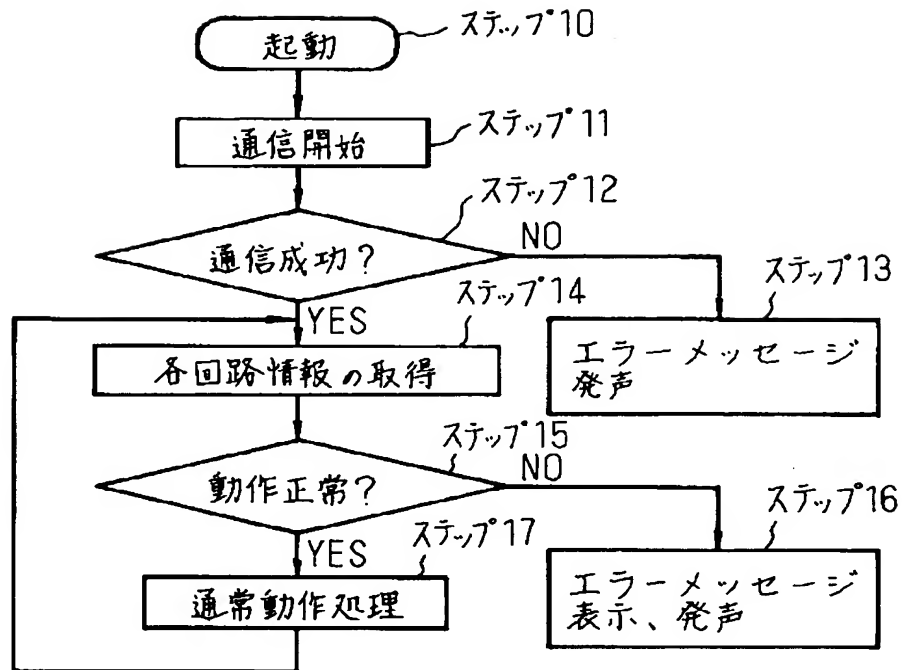 起動
ステップ10
通信開始
ステップ11
通信成功?
ステップ12
NO
ステップ13
エラーメッセージ
発声
YES
ステップ14
各回路情報の取得
動作正常?
ステップ15
NO
ステップ16
エラーメッセージ
表示、発声
YES
ステップ17
通常動作処理